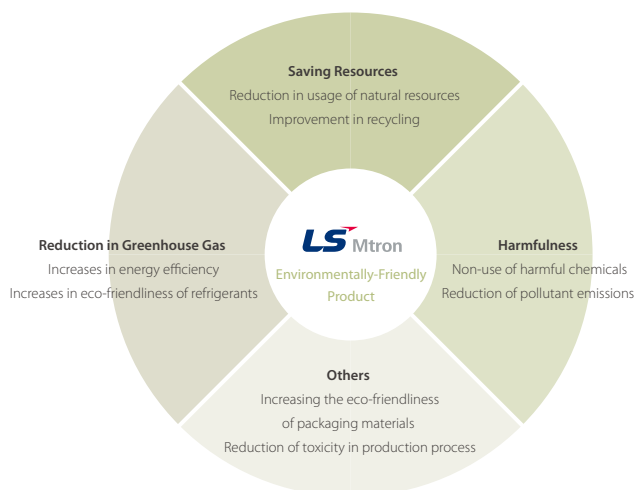 Saving Resources
Reduction in usage of natural resources
Improvement in recycling
Reduction in Greenhouse Gas
Increases in energy efficiency
Increases in eco-friendliness of refrigerants
LS Mtron
Environmentally-Friendly
Product
Harmfulness
Non-use of harmful chemicals
Reduction of pollutant emissions
Others
Increasing the eco-friendliness
of packaging materials
Reduction of toxicity in production process